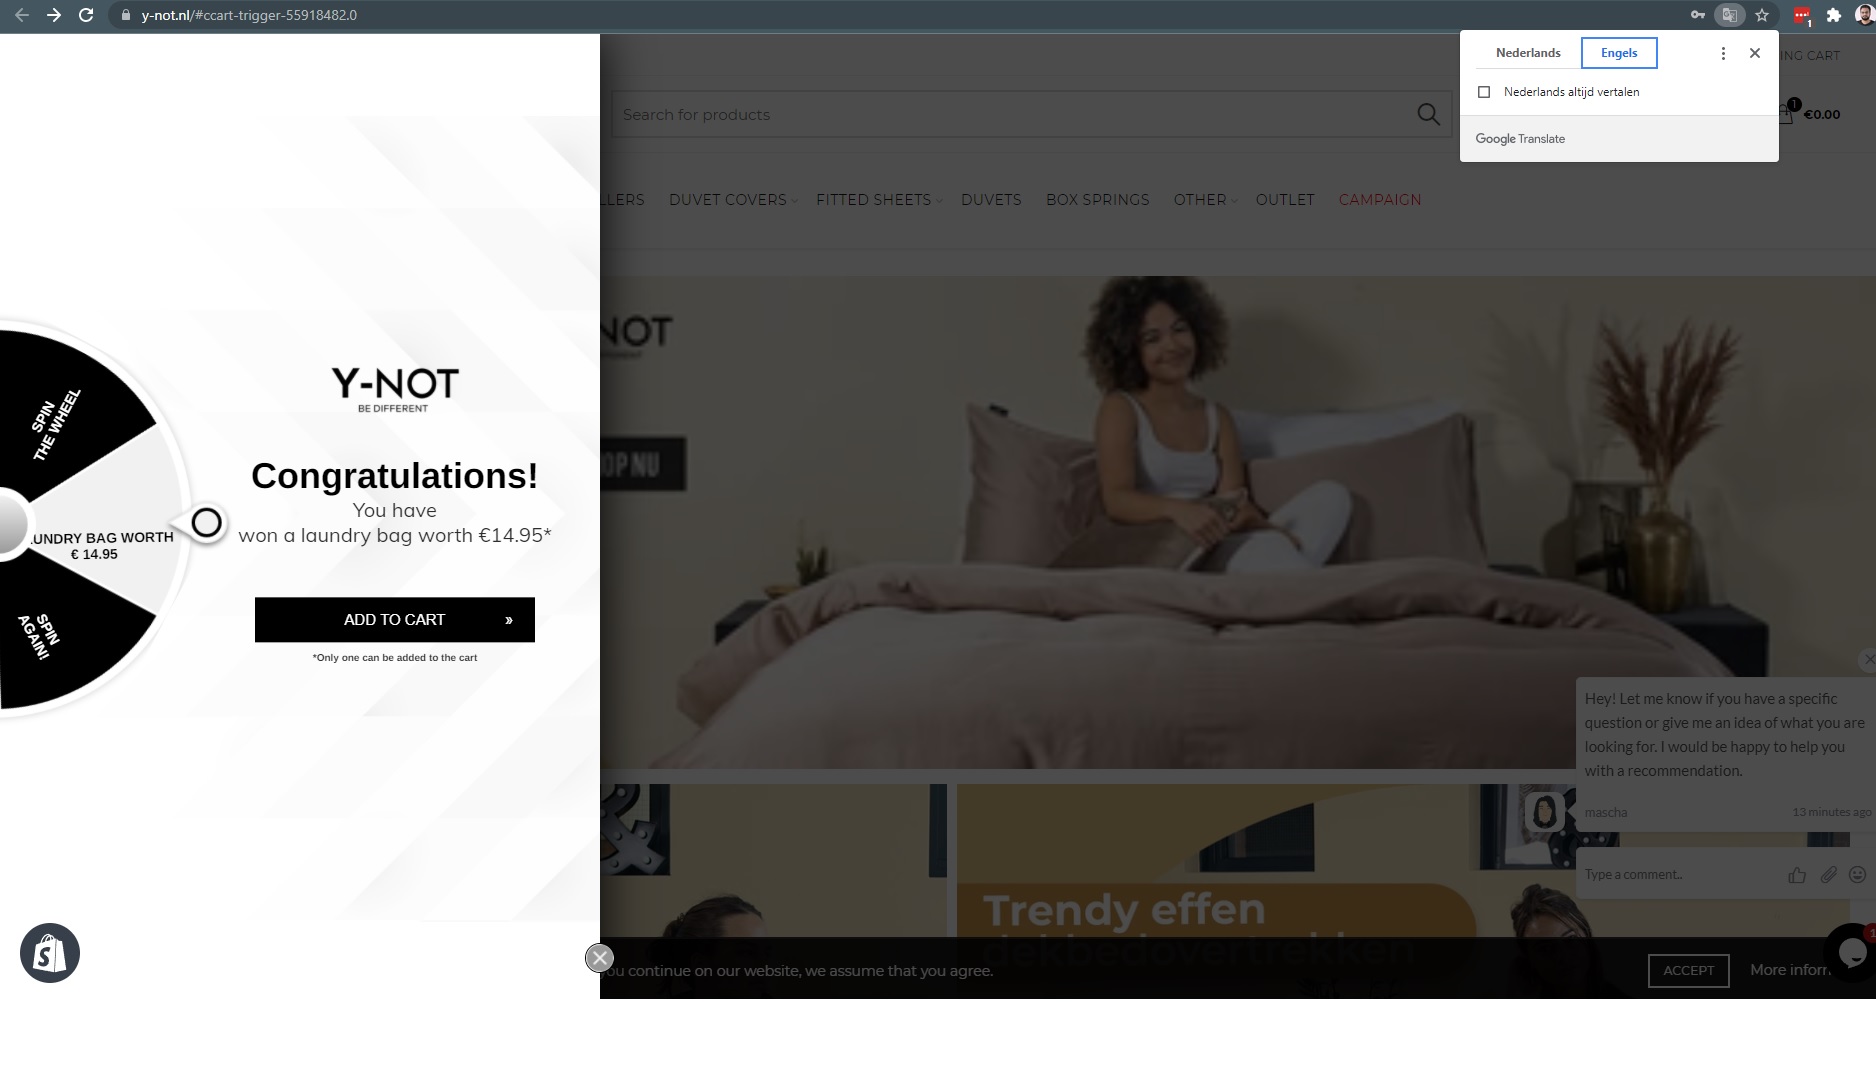 y-not.nl/#ccart-trigger-55918482.0
1
Nederlands
Engels
Nederlands altijd vertalen
Google Translate
ING CART
Search for products
1
€0.00
LLERS
DUVET COVERS
FITTED SHEETS
DUVETS
BOX SPRINGS
OTHER
OUTLET
CAMPAIGN
NOT
OP NU
SPIN
THE WHEEL
UNDRY BAG WORTH
€ 14.95
SPIN
AGAIN!
Y-NOT
BE DIFFERENT
Congratulations!
You have
won a laundry bag worth €14.95*
ADD TO CART »
*Only one can be added to the cart
Hey! Let me know if you have a specific
question or give me an idea of what you are
looking for. I would be happy to help you
with a recommendation.
mascha
13 minutes ago
Type a comment..
Trendy effen
dekbedovertrekken
you continue on our website, we assume that you agree.
ACCEPT
More inforr
1